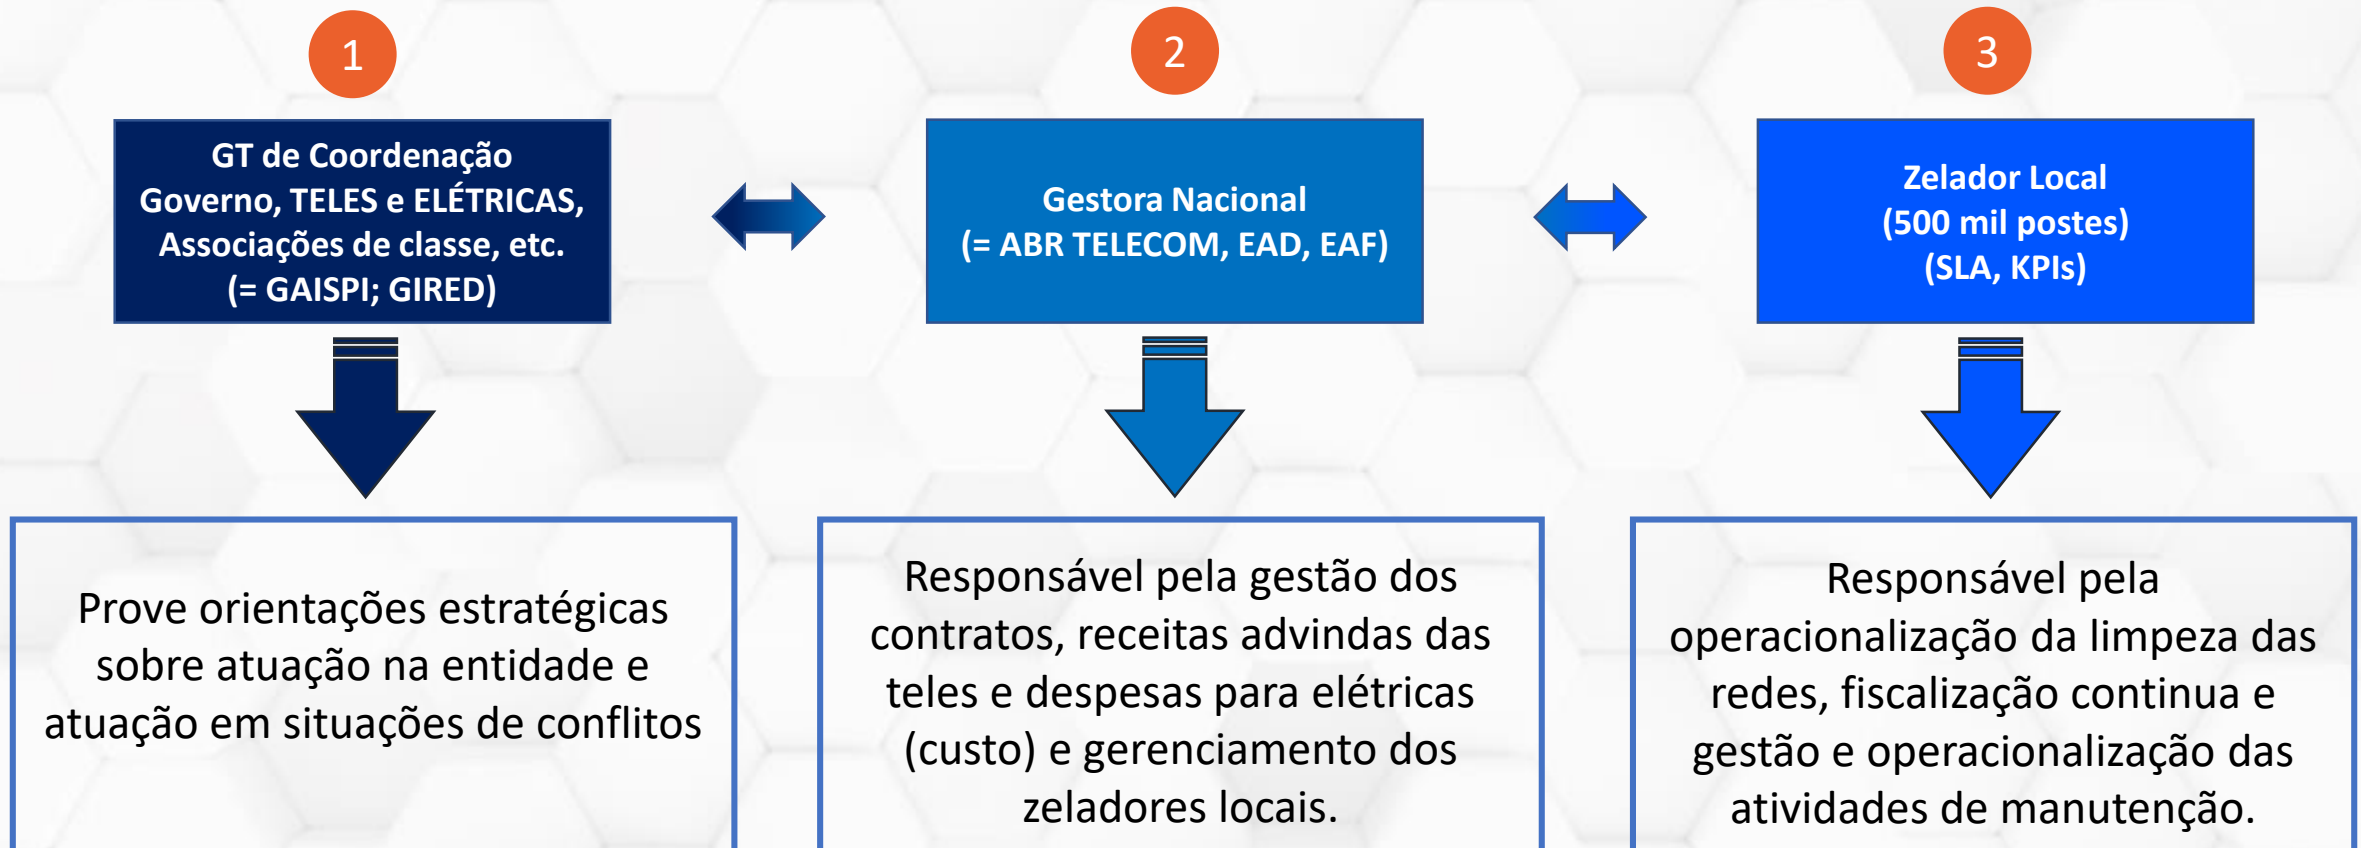 1
GT de Coordenação
Governo, TELES e ELÉTRICAS,
Associações de classe, etc.
(= GAISPI; GIRED)
Prove orientações estratégicas
sobre atuação na entidade e
atuação em situações de conflitos
2
Gestora Nacional
(= ABR TELECOM, EAD, EAF)
Responsável pela gestão dos
contratos, receitas advindas das
teles e despesas para elétricas
(custo) e gerenciamento dos
zeladores locais.
3
Zelador Local
(500 mil postes)
(SLA, KPIs)
Responsável pela
operacionalização da limpeza das
redes, fiscalização continua e
gestão e operacionalização das
atividades de manutenção.